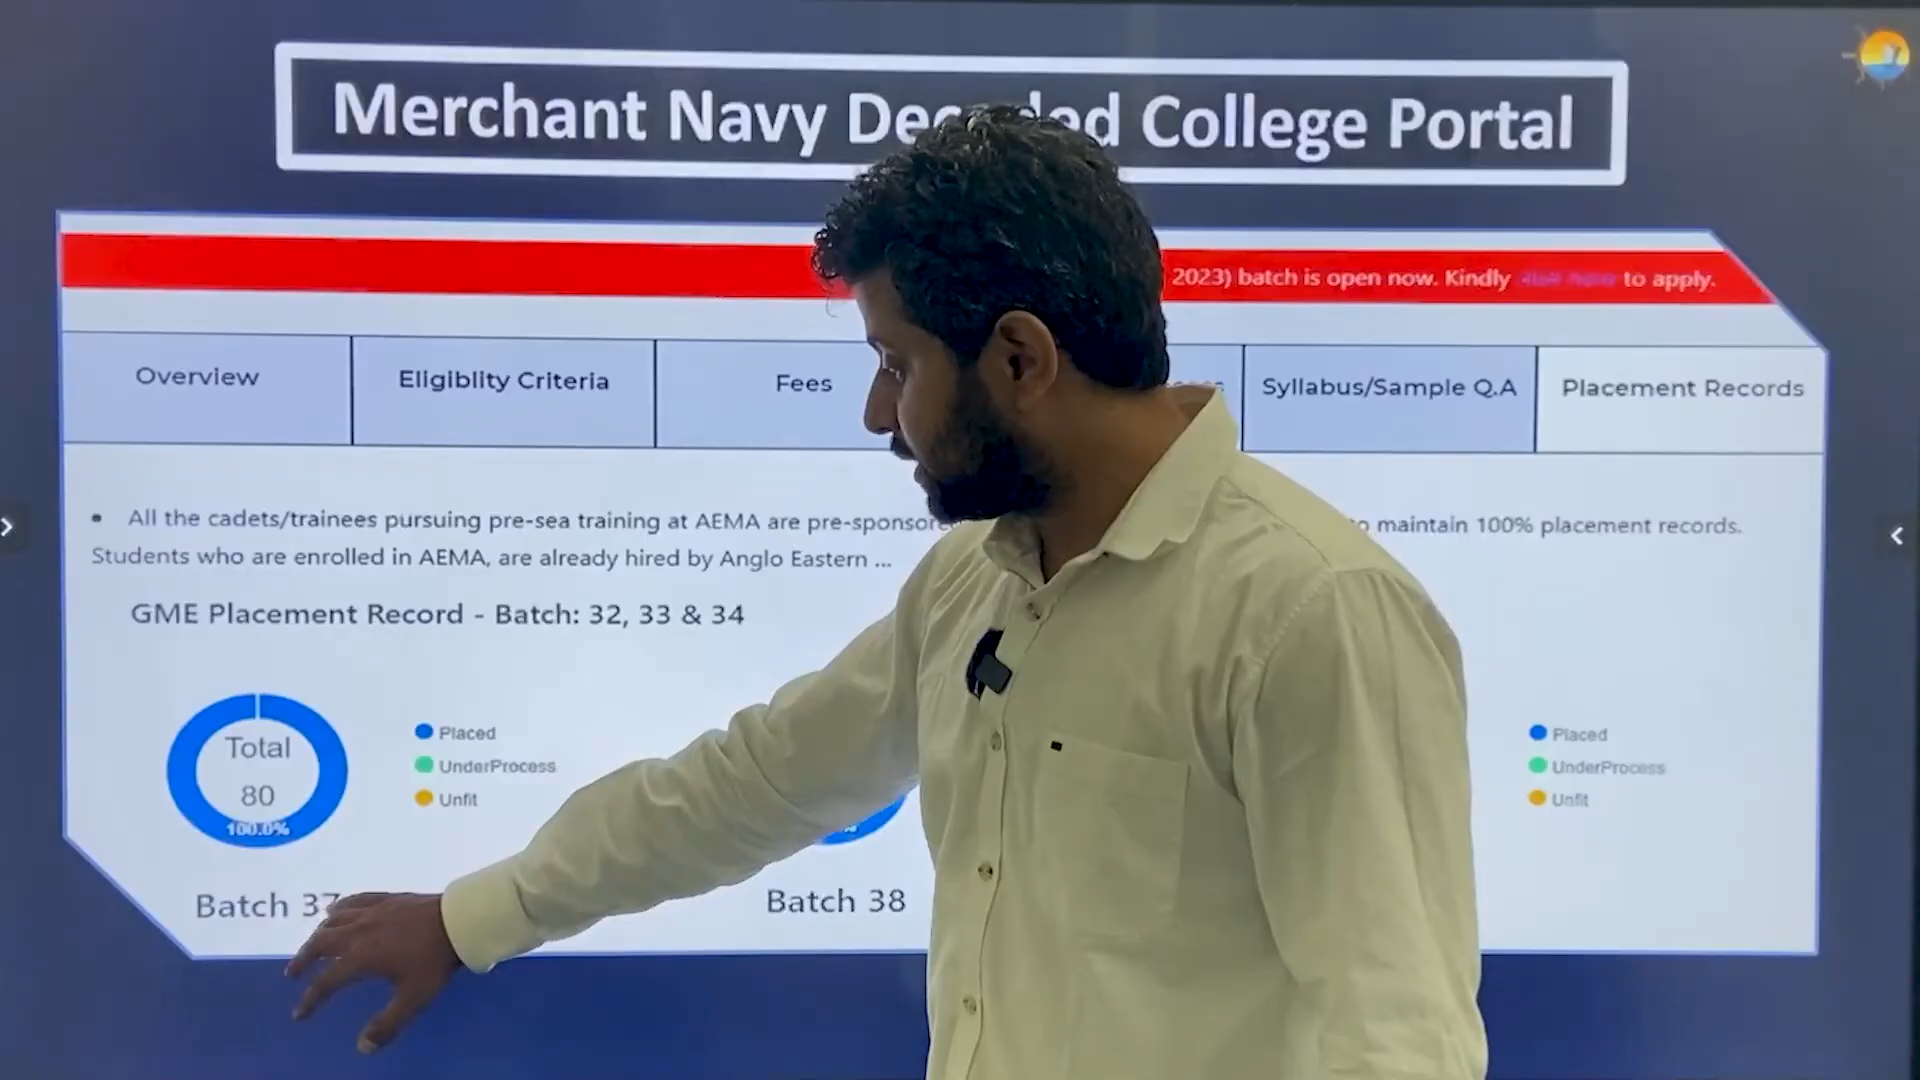 Merchant Navy Decoded College Portal
2023) batch is open now. Kindly to apply.
Overview
Eligiblity Criteria
Fees
Syllabus/Sample Q.A
Placement Records
• All the cadets/trainees pursuing pre-sea training at AEMA are maintain 100% placement records.
Students who are enrolled in AEMA, are already hired by Anglo Eastern ...
GME Placement Record - Batch: 32, 33 & 34
Total
80
100.0%
Placed
UnderProcess
Unfit
Placed
UnderProcess
Unfit
Batch 37
Batch 38